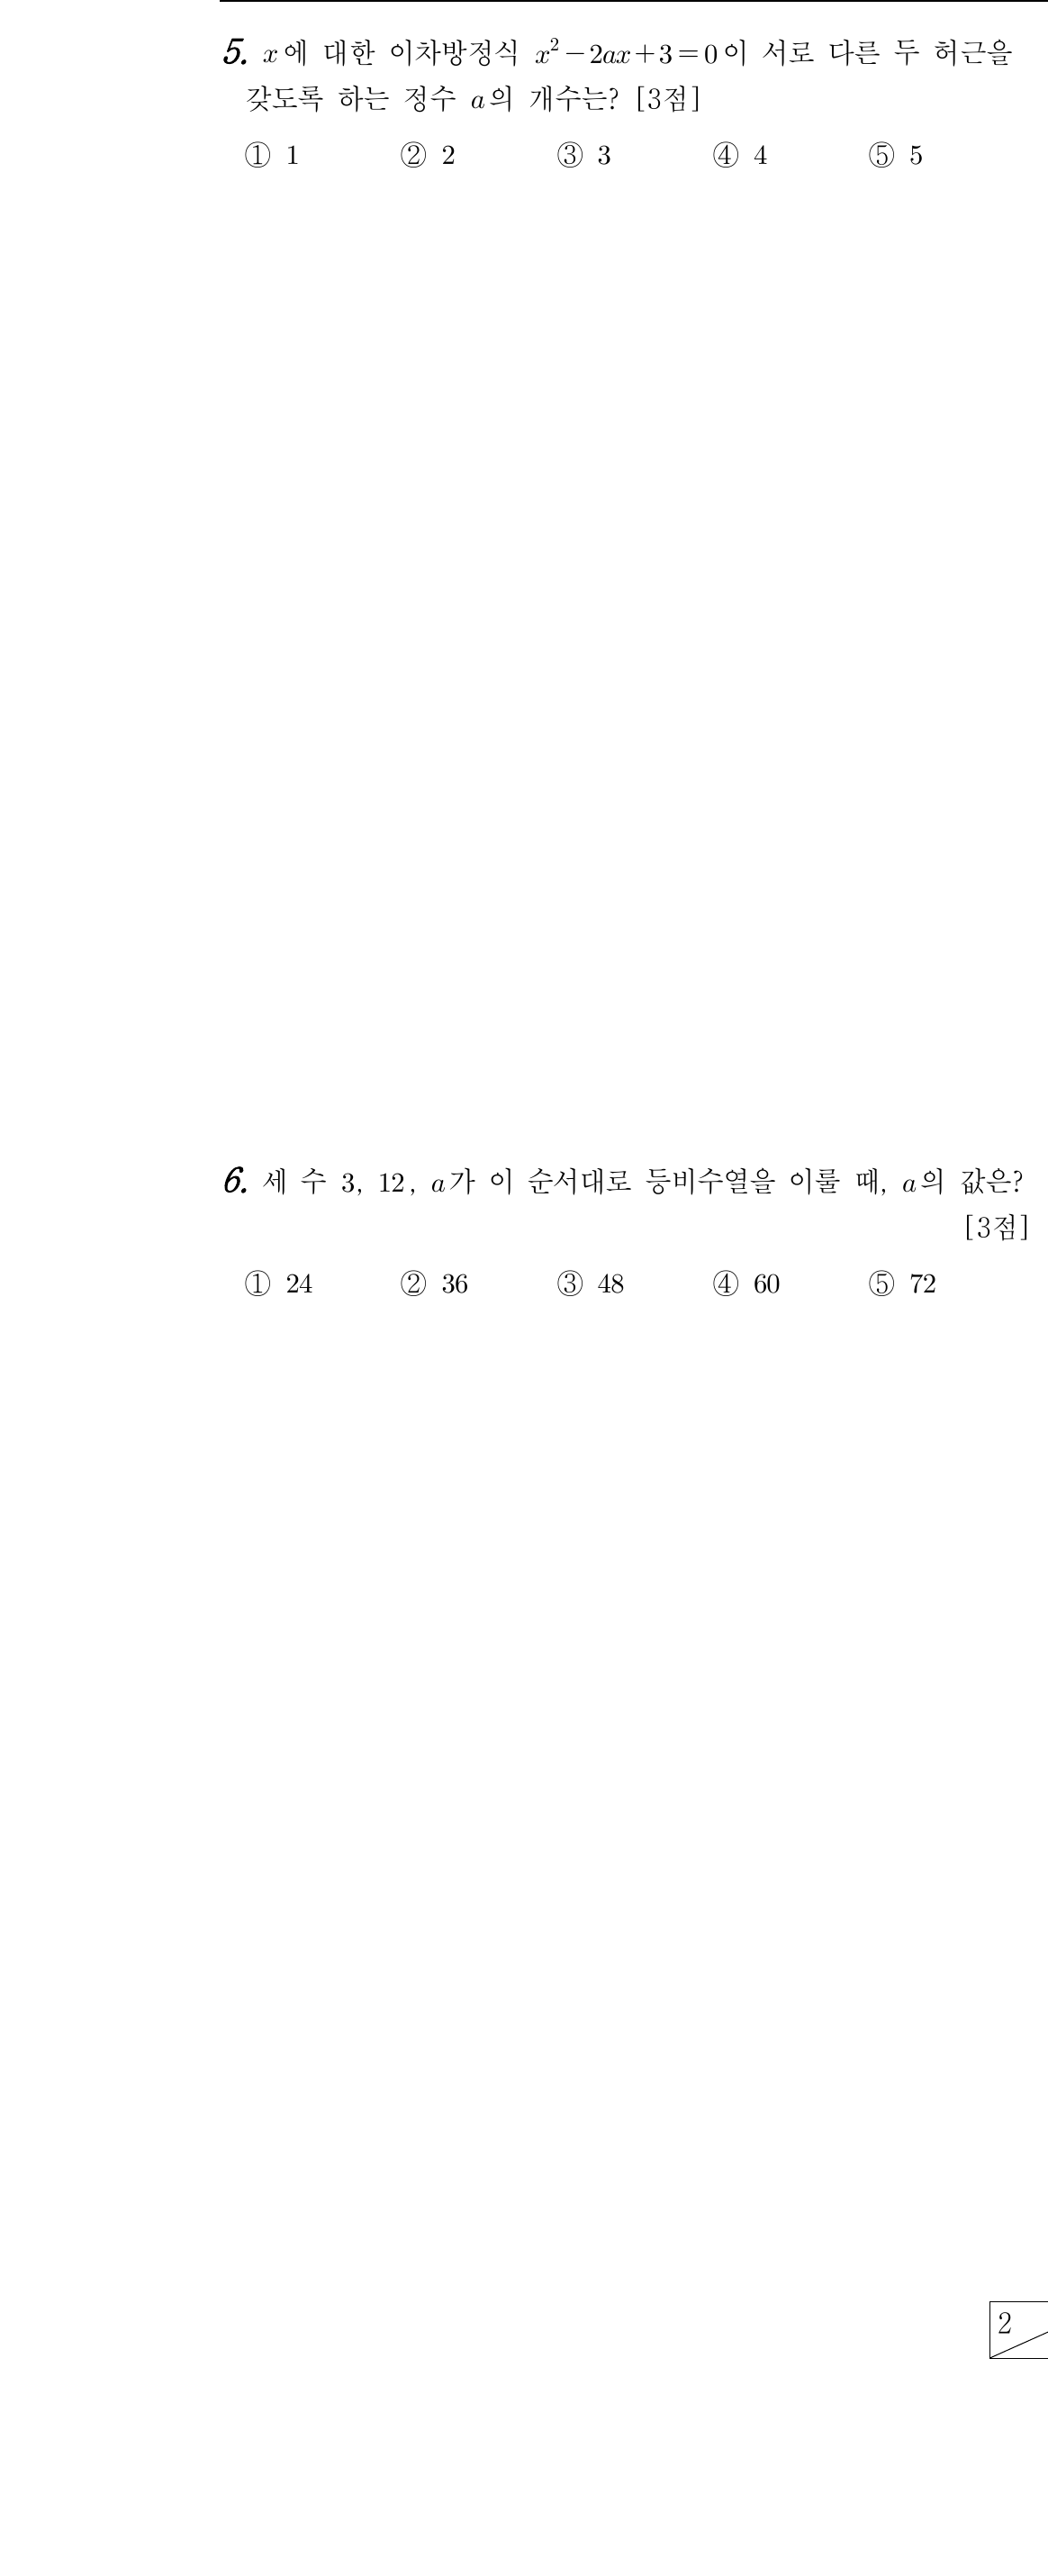 5. x에 대한 이차방정식 x²−2ax+3=0이 서로 다른 두 허근을
갖도록 하는 정수 a의 개수는? [3점]
① 1 ② 2 ③ 3 ④ 4 ⑤ 5
6. 세 수 3, 12, a가 이 순서대로 등비수열을 이룰 때, a의 값은?
[3점]
① 24 ② 36 ③ 48 ④ 60 ⑤ 72
2